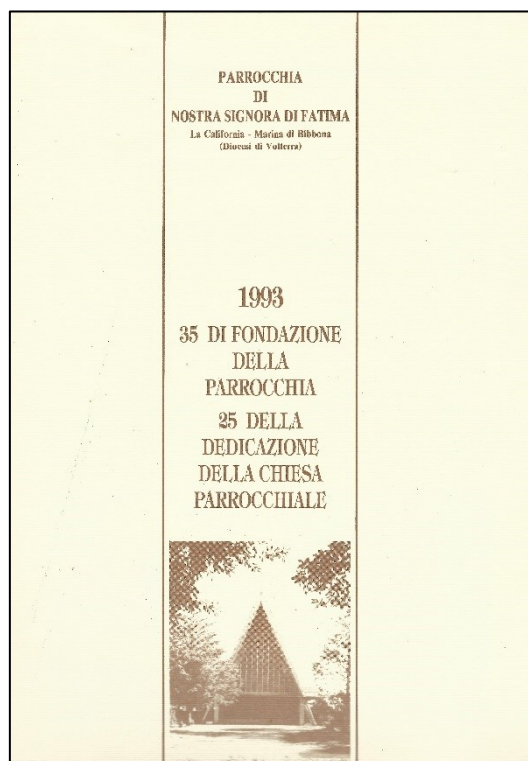 PARROCCHIA
DI
NOSTRA SIGNORA DI FATIMA
La California - Marina di Bibbona
(Diocesi di Volterra)
1993
35 DI FONDAZIONE
DELLA
PARROCCHIA
25 DELLA
DEDICAZIONE
DELLA CHIESA
PARROCCHIALE